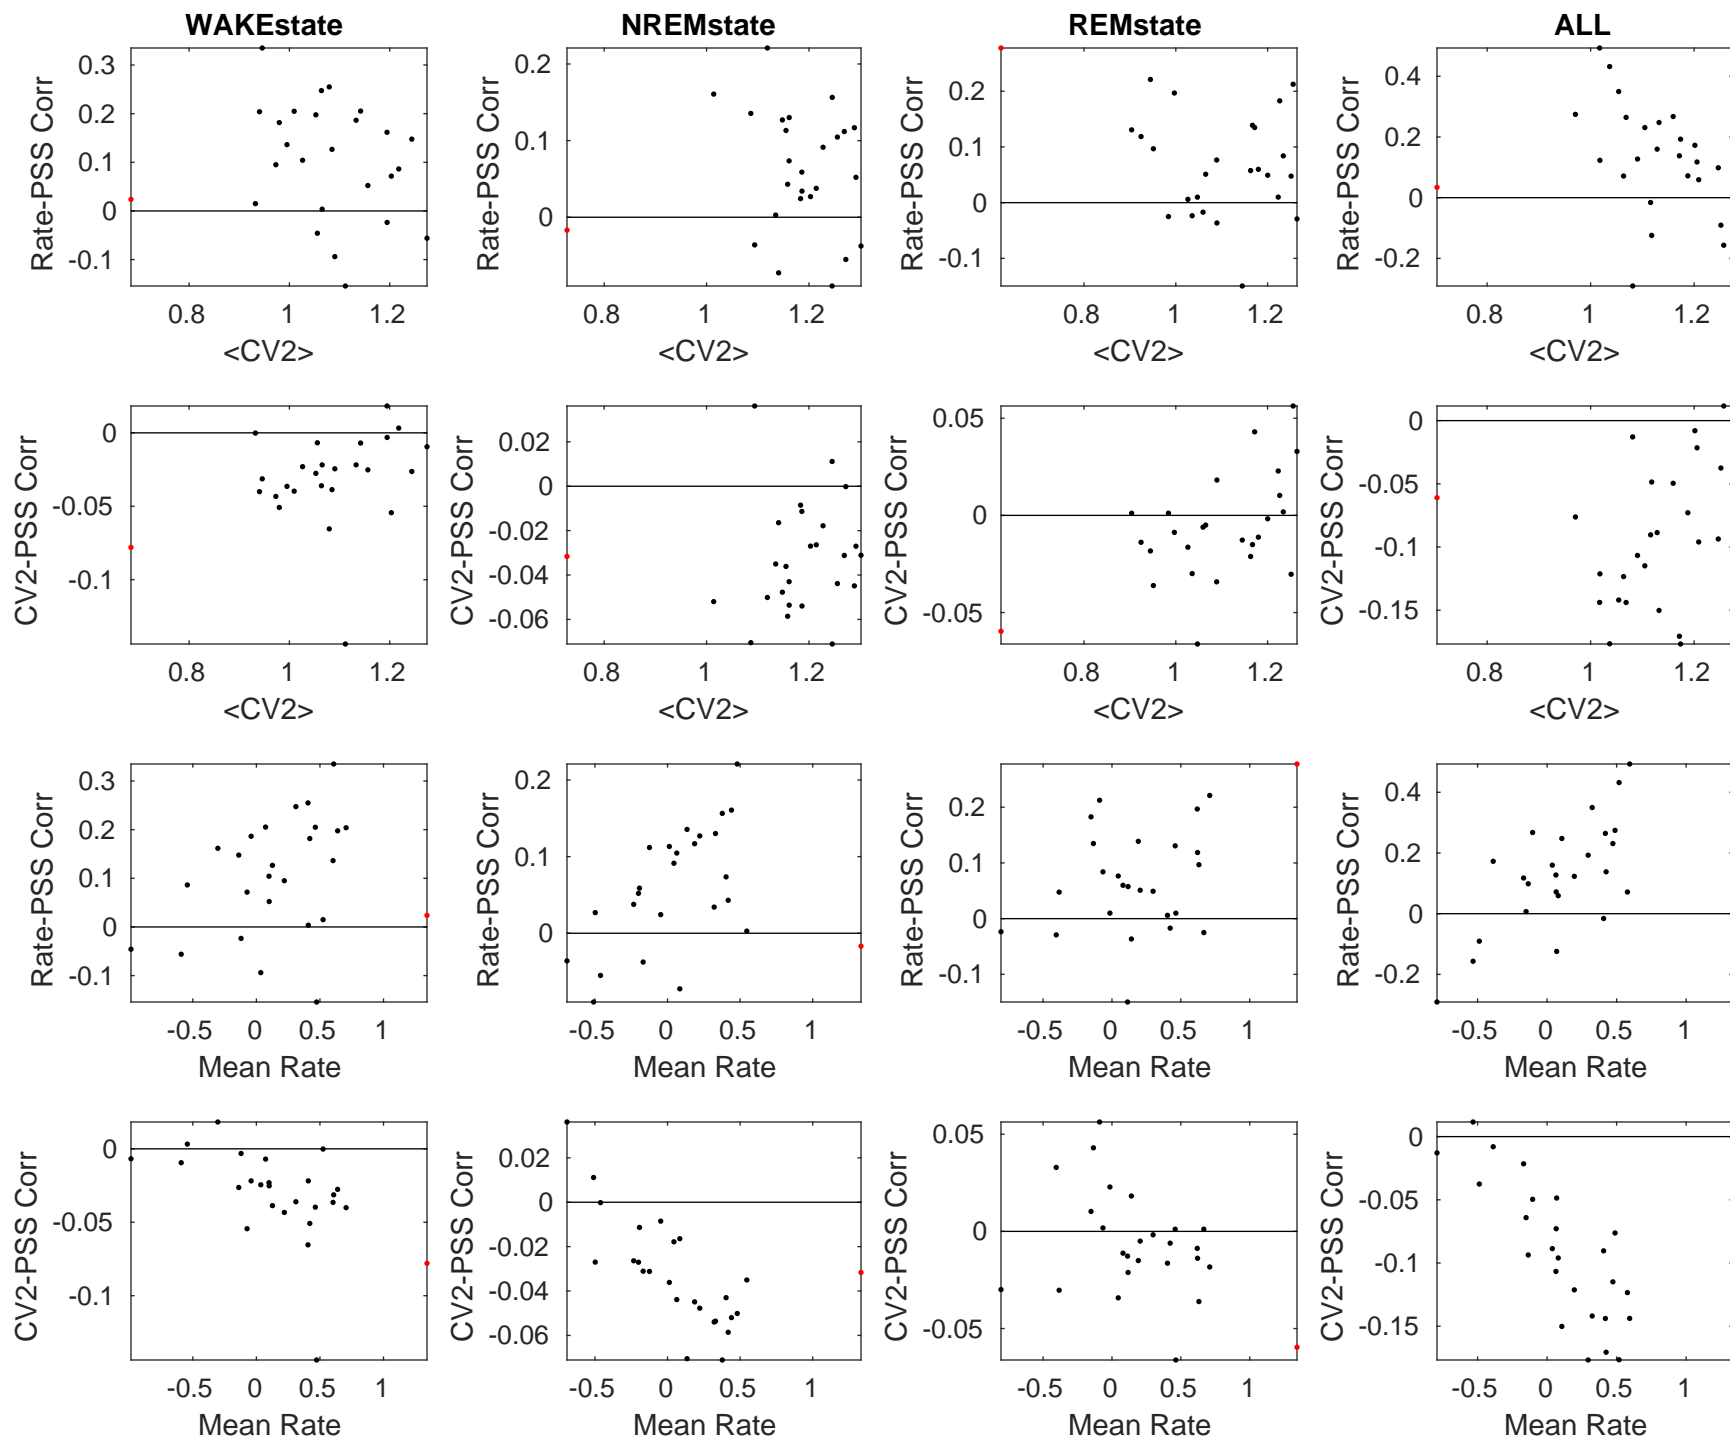 WAKEstate NREMstate REMstate ALL
Rate-PSS Corr 0.3 0.2 0.1 0 -0.1 0.8 1 1.2 <CV2>
Rate-PSS Corr 0.2 0.1 0 0.8 1 1.2 <CV2>
Rate-PSS Corr 0.2 0.1 0 -0.1 0.8 1 1.2 <CV2>
Rate-PSS Corr 0.4 0.2 0 -0.2 0.8 1 1.2 <CV2>
CV2-PSS Corr 0 -0.05 -0.1 0.8 1 1.2 <CV2>
CV2-PSS Corr 0.02 0 -0.02 -0.04 -0.06 0.8 1 1.2 <CV2>
CV2-PSS Corr 0.05 0 -0.05 0.8 1 1.2 <CV2>
CV2-PSS Corr 0 -0.05 -0.1 -0.15 0.8 1 1.2 <CV2>
Rate-PSS Corr 0.3 0.2 0.1 0 -0.1 -0.5 0 0.5 1 Mean Rate
Rate-PSS Corr 0.2 0.1 0 -0.5 0 0.5 1 Mean Rate
Rate-PSS Corr 0.2 0.1 0 -0.1 -0.5 0 0.5 1 Mean Rate
Rate-PSS Corr 0.4 0.2 0 -0.2 -0.5 0 0.5 1 Mean Rate
CV2-PSS Corr 0 -0.05 -0.1 -0.5 0 0.5 1 Mean Rate
CV2-PSS Corr 0.02 0 -0.02 -0.04 -0.06 -0.5 0 0.5 1 Mean Rate
CV2-PSS Corr 0.05 0 -0.05 -0.5 0 0.5 1 Mean Rate
CV2-PSS Corr 0 -0.05 -0.1 -0.15 -0.5 0 0.5 1 Mean Rate